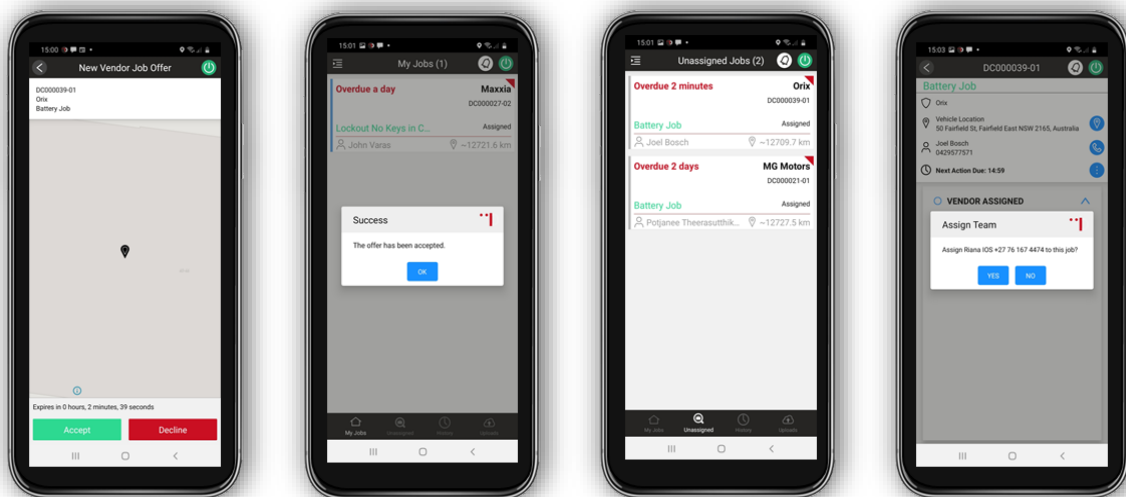 15:00
New Vendor Job Offer
DC000039-01
Orix
Battery Job
Expires in 0 hours, 2 minutes, 39 seconds
Accept
Decline
15:01
My Jobs (1)
Overdue a day
Maxxia
DC000027-02
Lockout No Keys in C...
Assigned
John Varas
~12721.6 km
Success
The offer has been accepted.
OK
My Jobs
Unassigned
History
Uploads
15:01
Unassigned Jobs (2)
Overdue 2 minutes
Orix
DC000039-01
Battery Job
Assigned
Joel Bosch
~12709.7 km
Overdue 2 days
MG Motors
DC000021-01
Battery Job
Assigned
Potjanee Theerasutthik...
~12727.5 km
My Jobs
Unassigned
History
Uploads
15:03
DC000039-01
Battery Job
Orix
Vehicle Location
50 Fairfield St, Fairfield East NSW 2165, Australia
Joel Bosch
0429577571
Next Action Due: 14:59
VENDOR ASSIGNED
Assign Team
Assign Riana IOS +27 76 167 4474 to this job?
YES
NO